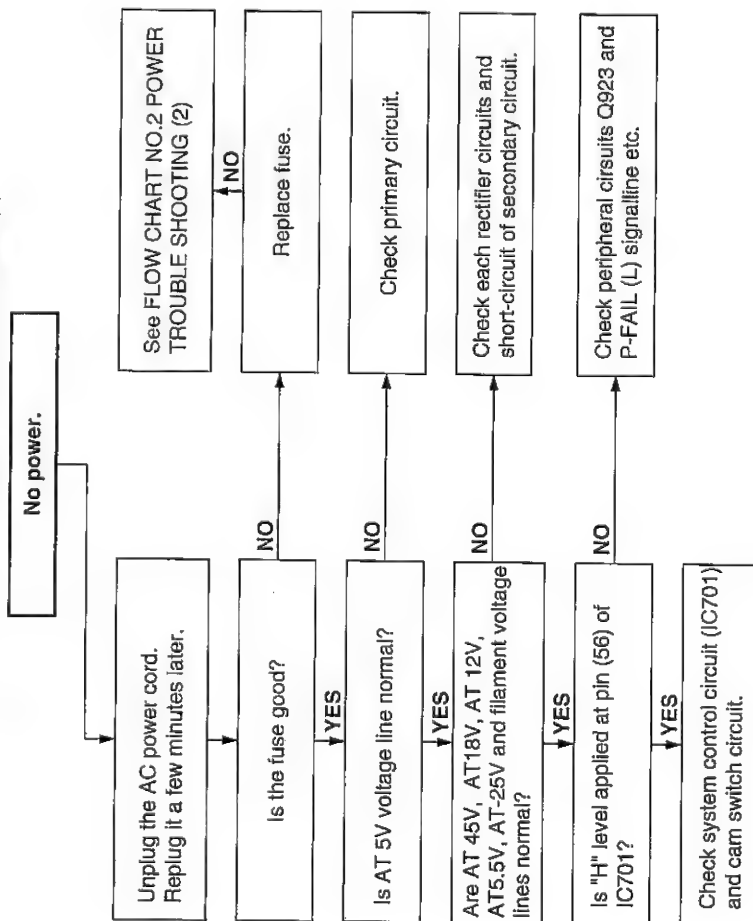 No power.
Unplug the AC power cord.
Replug it a few minutes later.
Is the fuse good?
NO
Replace fuse.
NO
See FLOW CHART NO.2 POWER
TROUBLE SHOOTING (2)
YES
Is AT 5V voltage line normal?
NO
Check primary circuit.
YES
Are AT 45V, AT18V, AT 12V,
AT5.5V, AT-25V and filament voltage
lines normal?
NO
Check each rectifier circuits and
short-circuit of secondary circuit.
YES
Is "H" level applied at pin (56) of
IC701?
NO
Check peripheral cirsuits Q923 and
P-FAIL (L) signalline etc.
YES
Check system control circuit (IC701)
and cam switch circuit.